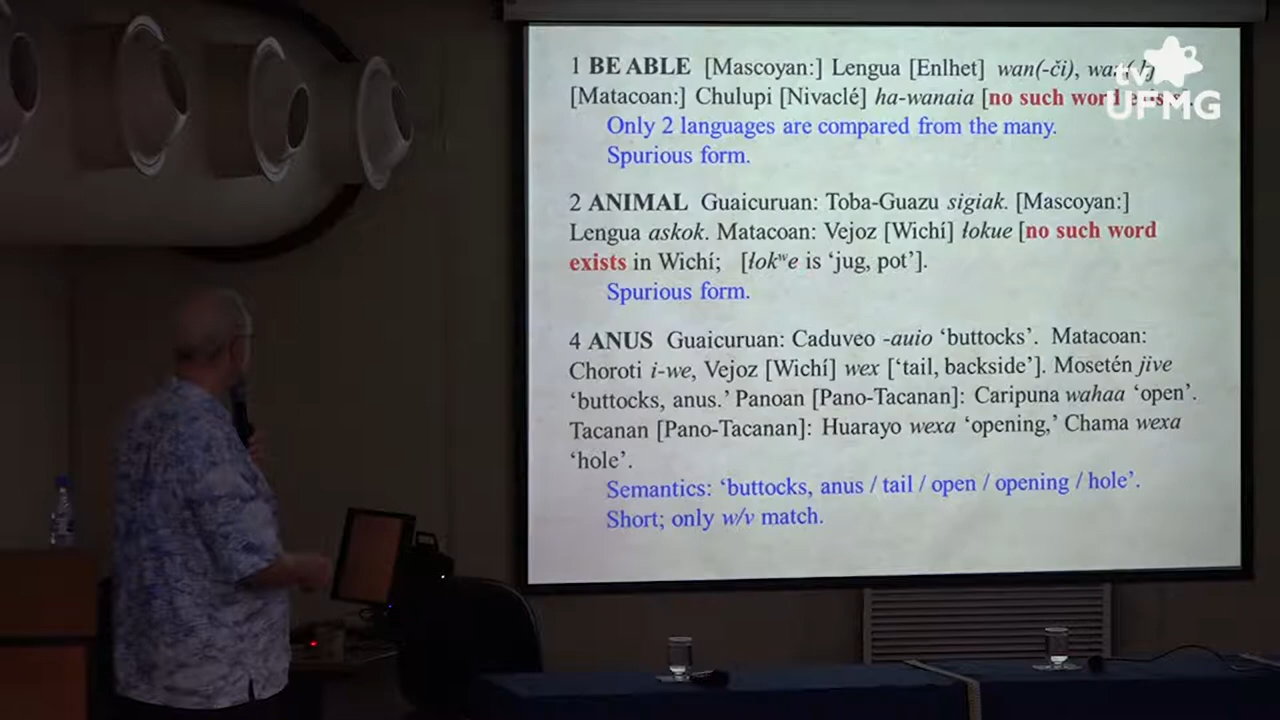 1 BE ABLE [Mascoyan:] Lengua [Enlhet] wan(-či),
[Matacoan:] Chulupi [Nivaclé] ha-wanaia [no such word
Only 2 languages are compared from the many.
Spurious form.
2 ANIMAL Guaicuruan: Toba-Guazu sigiak. [Mascoyan:]
Lengua askok. Matacoan: Vejoz [Wichí] łokue [no such word
exists in Wichí; [łokʷe is ‘jug, pot’].
Spurious form.
4 ANUS Guaicuruan: Caduveo -auio ‘buttocks’. Matacoan:
Choroti i-we, Vejoz [Wichí] wex [‘tail, backside’]. Mosetén jive
‘buttocks, anus.’ Panoan [Pano-Tacanan]: Caripuna wahaa ‘open’.
Tacanan [Pano-Tacanan]: Huarayo wexa ‘opening,’ Chama wexa
‘hole’.
Semantics: ‘buttocks, anus / tail / open / opening / hole’.
Short; only w/v match.
tv
UFMG